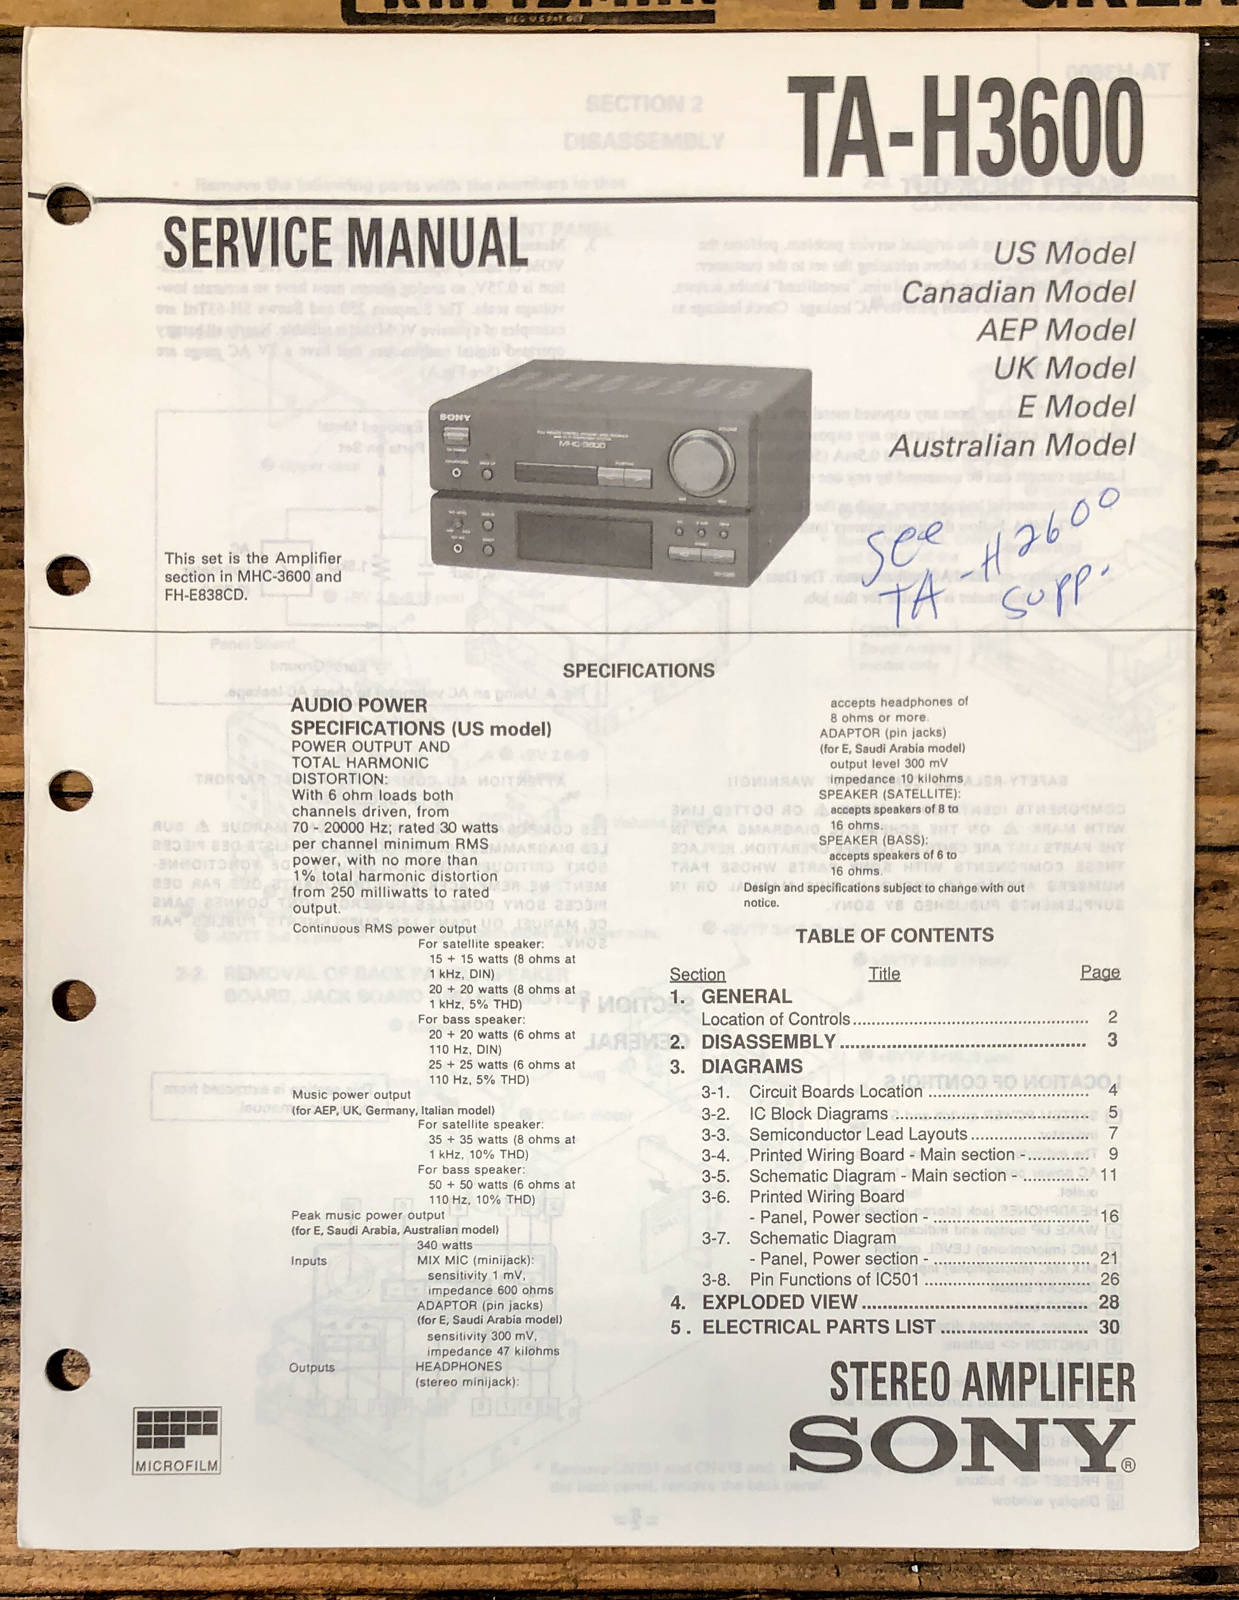 TA-H3600
SERVICE MANUAL
US Model
Canadian Model
AEP Model
UK Model
E Model
Australian Model
SONY
MHC-3600
This set is the Amplifier
section in MHC-3600 and
FH-E838CD.
See
TA-H2600
supp.
SPECIFICATIONS
AUDIO POWER
SPECIFICATIONS (US model)
POWER OUTPUT AND
TOTAL HARMONIC
DISTORTION:
With 6 ohm loads both
channels driven, from
70 - 20000 Hz; rated 30 watts
per channel minimum RMS
power, with no more than
1% total harmonic distortion
from 250 milliwatts to rated
output.
Continuous RMS power output
For satellite speaker:
15 + 15 watts (8 ohms at
1 kHz, DIN)
20 + 20 watts (8 ohms at
1 kHz, 5% THD)
For bass speaker:
20 + 20 watts (6 ohms at
110 Hz, DIN)
25 + 25 watts (6 ohms at
110 Hz, 5% THD)
Music power output
(for AEP, UK, Germany, Italian model)
For satellite speaker:
35 + 35 watts (8 ohms at
1 kHz, 10% THD)
For bass speaker:
50 + 50 watts (6 ohms at
110 Hz, 10% THD)
Peak music power output
(for E, Saudi Arabia, Australian model)
340 watts
Inputs MIX MIC (minijack):
sensitivity 1 mV,
impedance 600 ohms
ADAPTOR (pin jacks)
(for E, Saudi Arabia model)
sensitivity 300 mV,
impedance 47 kilohms
Outputs HEADPHONES
(stereo minijack):
accepts headphones of
8 ohms or more.
ADAPTOR (pin jacks)
(for E, Saudi Arabia model)
output level 300 mV
impedance 10 kilohms
SPEAKER (SATELLITE):
accepts speakers of 8 to
16 ohms.
SPEAKER (BASS):
accepts speakers of 6 to
16 ohms.
Design and specifications subject to change with out
notice.
TABLE OF CONTENTS
Section Title Page
1. GENERAL
Location of Controls ........ 2
2. DISASSEMBLY ........ 3
3. DIAGRAMS
3-1. Circuit Boards Location ........ 4
3-2. IC Block Diagrams ........ 5
3-3. Semiconductor Lead Layouts ........ 7
3-4. Printed Wiring Board - Main section - ........ 9
3-5. Schematic Diagram - Main section - ........ 11
3-6. Printed Wiring Board
- Panel, Power section - ........ 16
3-7. Schematic Diagram
- Panel, Power section - ........ 21
3-8. Pin Functions of IC501 ........ 26
4. EXPLODED VIEW ........ 28
5. ELECTRICAL PARTS LIST ........ 30
STEREO AMPLIFIER
SONY®
MICROFILM